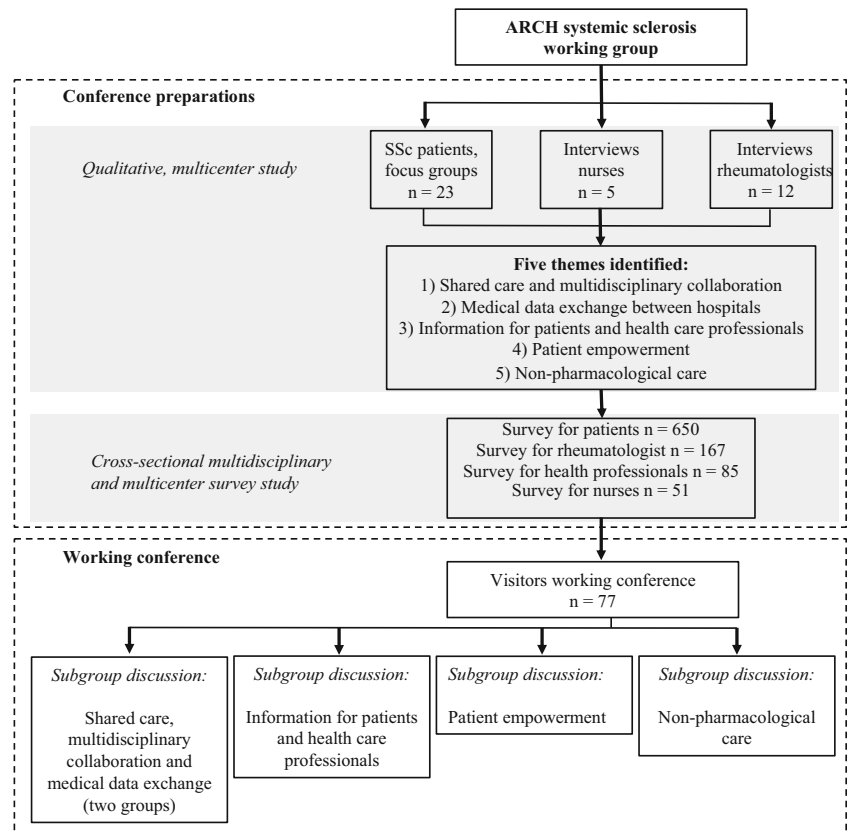 ARCH systemic sclerosis
working group
Conference preparations
Qualitative, multicenter study
SSc patients,
focus groups
n = 23
Interviews
nurses
n = 5
Interviews
rheumatologists
n = 12
Five themes identified:
1) Shared care and multidisciplinary collaboration
2) Medical data exchange between hospitals
3) Information for patients and health care professionals
4) Patient empowerment
5) Non-pharmacological care
Cross-sectional multidisciplinary
and multicenter survey study
Survey for patients n = 650
Survey for rheumatologist n = 167
Survey for health professionals n = 85
Survey for nurses n = 51
Working conference
Visitors working conference
n = 77
Subgroup discussion:
Shared care,
multidisciplinary
collaboration and
medical data exchange
(two groups)
Subgroup discussion:
Information for patients
and health care
professionals
Subgroup discussion:
Patient empowerment
Subgroup discussion:
Non-pharmacological
care